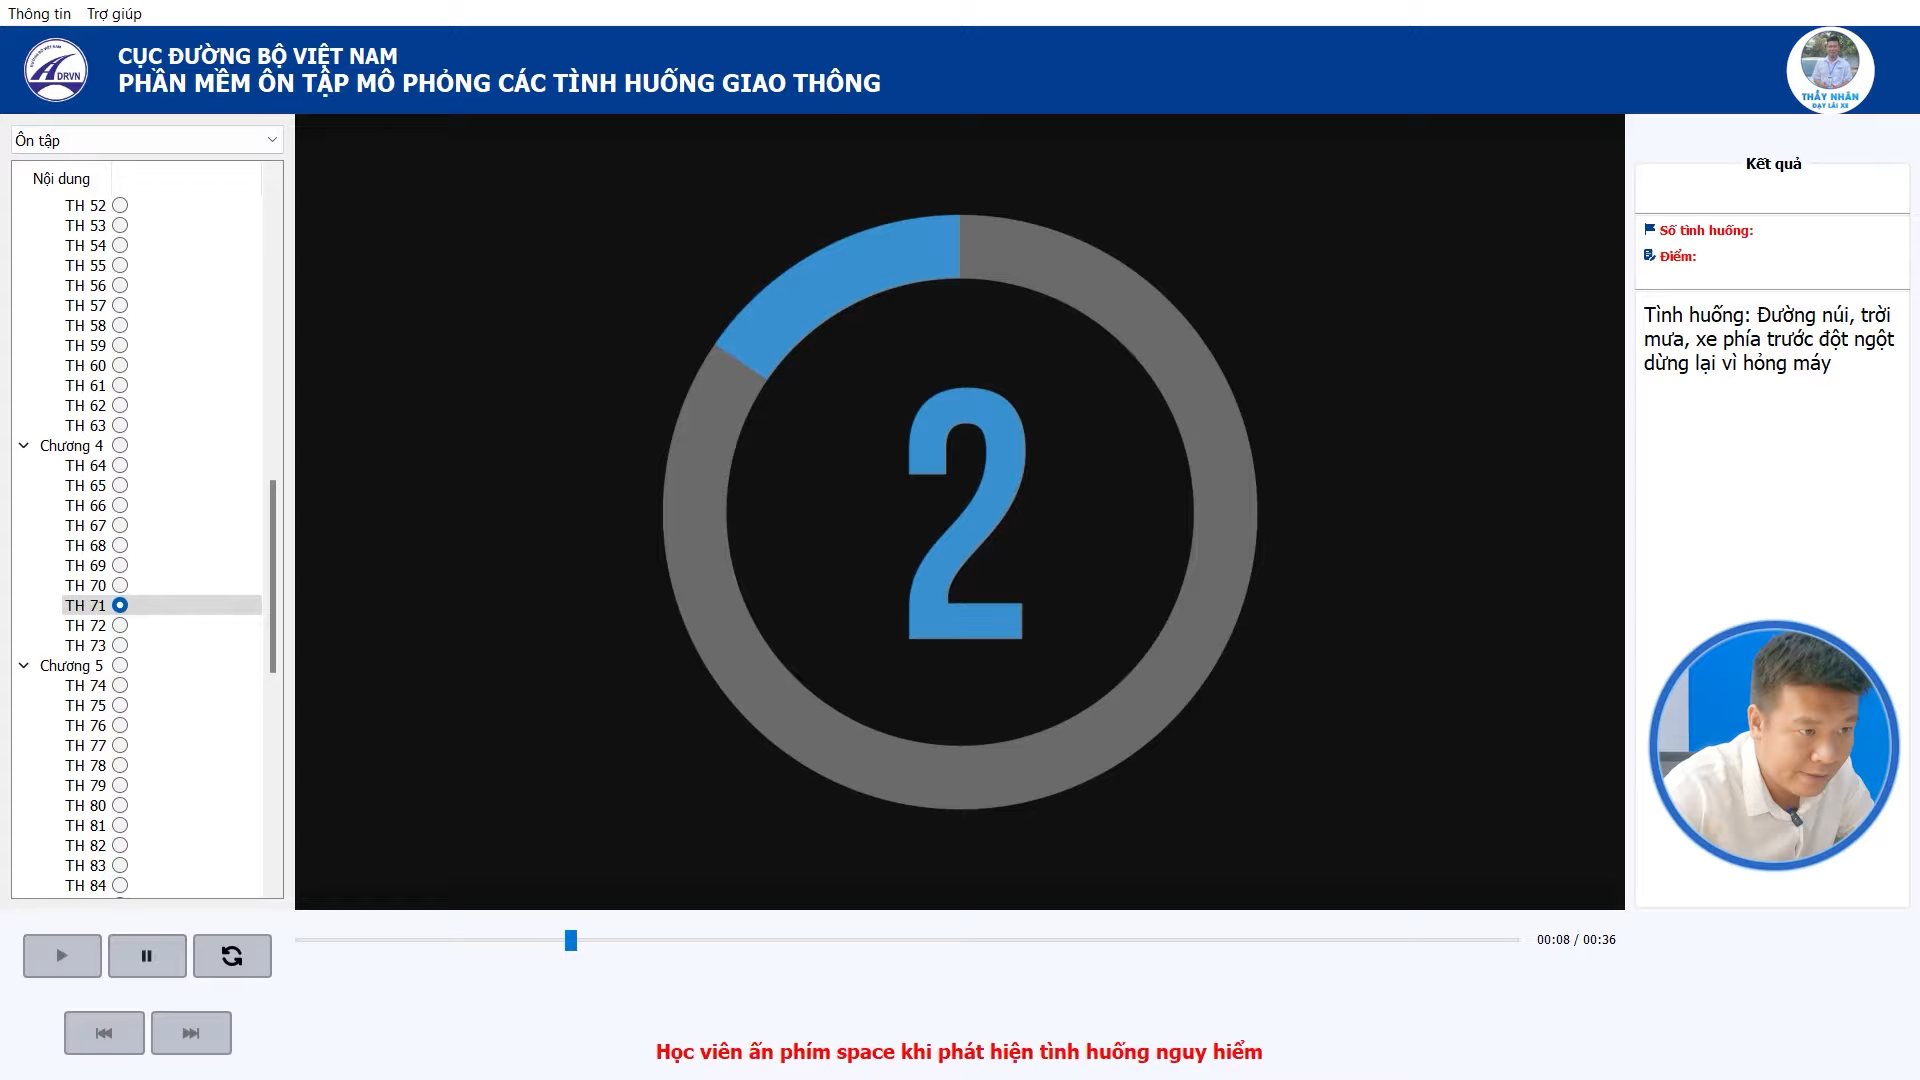 Thông tin Trợ giúp
CỤC ĐƯỜNG BỘ VIỆT NAM
PHẦN MỀM ÔN TẬP MÔ PHỎNG CÁC TÌNH HUỐNG GIAO THÔNG
ĐRVN
THẦY NHÂN
DẠY LÁI XE
Ôn tập
Nội dung
TH 52
TH 53
TH 54
TH 55
TH 56
TH 57
TH 58
TH 59
TH 60
TH 61
TH 62
TH 63
Chương 4
TH 64
TH 65
TH 66
TH 67
TH 68
TH 69
TH 70
TH 71
TH 72
TH 73
Chương 5
TH 74
TH 75
TH 76
TH 77
TH 78
TH 79
TH 80
TH 81
TH 82
TH 83
TH 84
2
Kết quả
Số tình huống:
Điểm:
Tình huống: Đường núi, trời
mưa, xe phía trước đột ngột
dừng lại vì hỏng máy
00:08 / 00:36
Học viên ấn phím space khi phát hiện tình huống nguy hiểm